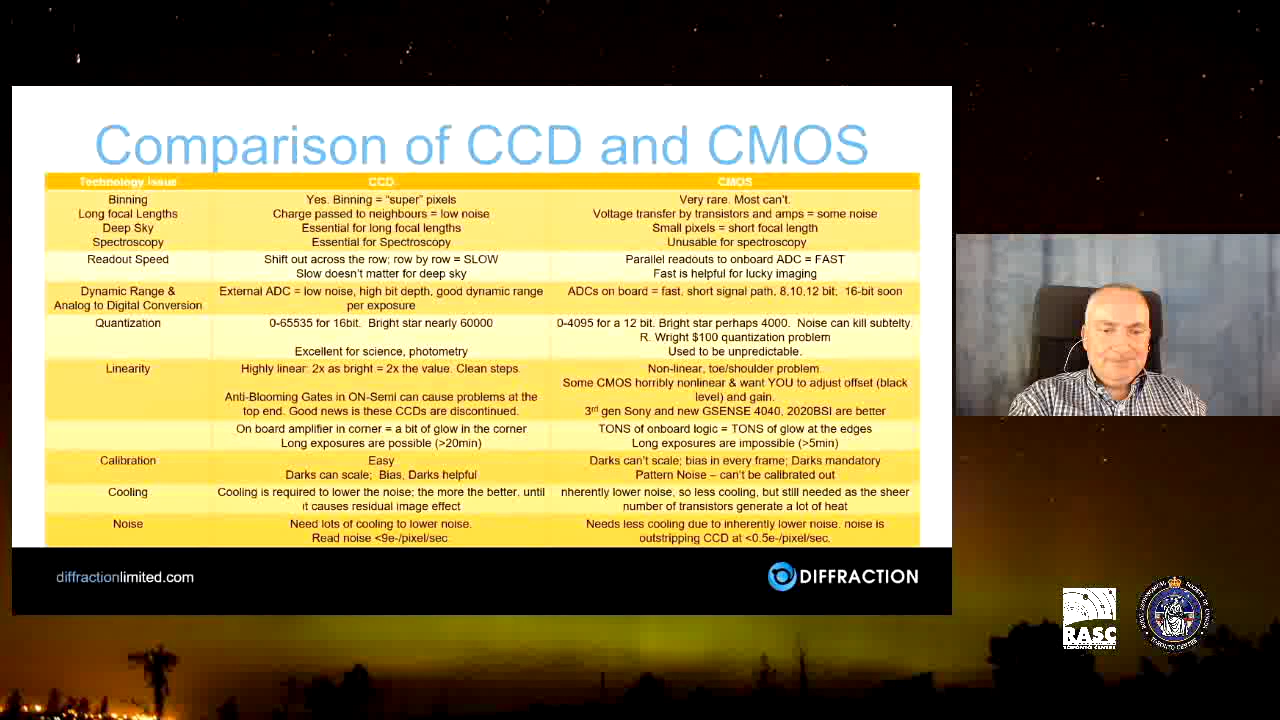 Comparison of CCD and CMOS
Technology Issue CCD CMOS
Binning Yes. Binning = “super” pixels Very rare. Most can't.
Long focal Lengths Charge passed to neighbours = low noise Voltage transfer by transistors and amps = some noise
Deep Sky Essential for long focal lengths Small pixels = short focal length
Spectroscopy Essential for Spectroscopy Unusable for spectroscopy
Readout Speed Shift out across the row; row by row = SLOW Parallel readouts to onboard ADC = FAST
Slow doesn't matter for deep sky Fast is helpful for lucky imaging
Dynamic Range & External ADC = low noise, high bit depth, good dynamic range ADCs on board = fast, short signal path, 8,10,12 bit; 16-bit soon
Analog to Digital Conversion per exposure
Quantization 0-65535 for 16bit. Bright star nearly 60000 0-4095 for a 12 bit. Bright star perhaps 4000. Noise can kill subtelty.
R. Wright $100 quantization problem
Excellent for science, photometry Used to be unpredictable.
Linearity Highly linear: 2x as bright = 2x the value. Clean steps. Non-linear, toe/shoulder problem.
Some CMOS horribly nonlinear & want YOU to adjust offset (black
Anti-Blooming Gates in ON-Semi can cause problems at the level) and gain.
top end. Good news is these CCDs are discontinued. 3rd gen Sony and new GSENSE 4040, 2020BSI are better
On board amplifier in corner = a bit of glow in the corner TONS of onboard logic = TONS of glow at the edges
Long exposures are possible (>20min) Long exposures are impossible (>5min)
Calibration Easy Darks can't scale; bias in every frame; Darks mandatory
Darks can scale; Bias, Darks helpful Pattern Noise – can't be calibrated out
Cooling Cooling is required to lower the noise; the more the better, until nherently lower noise, so less cooling, but still needed as the sheer
it causes residual image effect number of transistors generate a lot of heat
Noise Need lots of cooling to lower noise. Needs less cooling due to inherently lower noise. noise is
Read noise <9e-/pixel/sec outstripping CCD at <0.5e-/pixel/sec.
diffractionlimited.com DIFFRACTION
RASC
TORONTO CENTRE